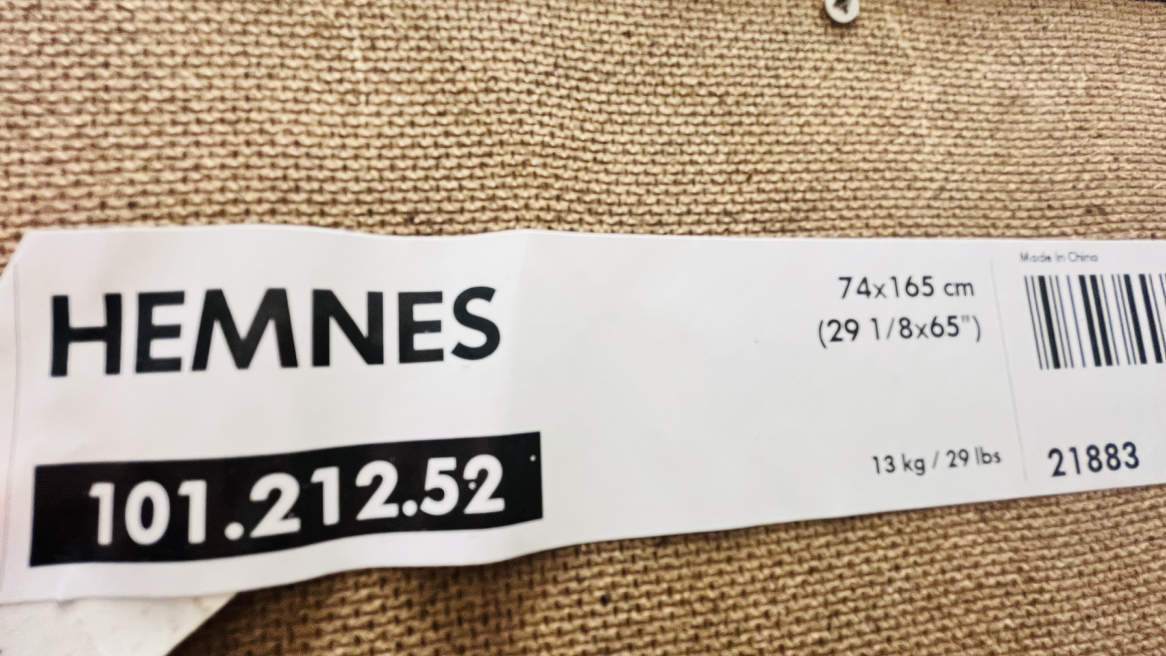 HEMNES
101.212.52
74x165 cm
(29 1/8x65")
13 kg / 29 lbs
Made in China
21883